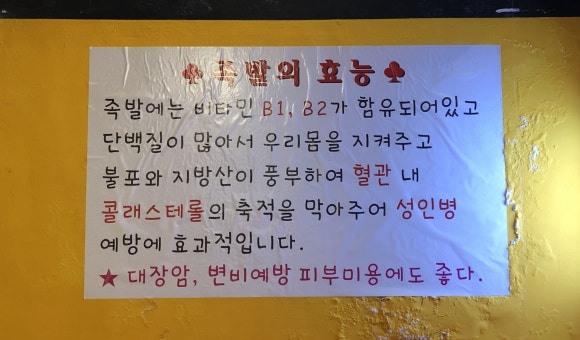 ♣족발의 효능♣
족발에는 비타민 B1, B2가 함유되어있고
단백질이 많아서 우리몸을 지켜주고
불포와 지방산이 풍부하여 혈관 내
콜래스테롤의 축적을 막아주어 성인병
예방에 효과적입니다.
★ 대장암, 변비예방 피부미용에도 좋다.